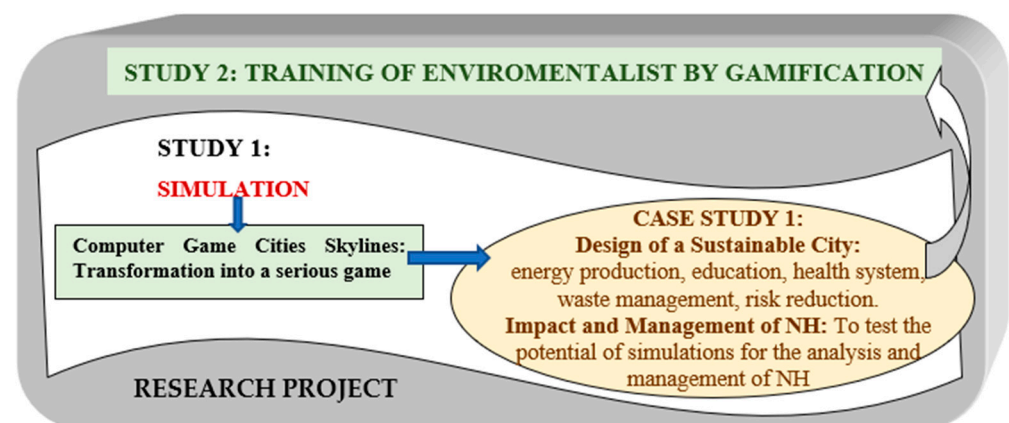 STUDY 2: TRAINING OF ENVIROMENTALIST BY GAMIFICATION
STUDY 1:
SIMULATION
Computer Game Cities Skylines:
Transformation into a serious game
CASE STUDY 1:
Design of a Sustainable City:
energy production, education, health system,
waste management, risk reduction.
Impact and Management of NH: To test the
potential of simulations for the analysis and
management of NH
RESEARCH PROJECT